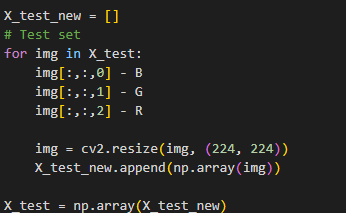 X_test_new = []
# Test set
for img in X_test:
    img[:,:,0] - B
    img[:,:,1] - G
    img[:,:,2] - R
    img = cv2.resize(img, (224, 224))
    X_test_new.append(np.array(img))
X_test = np.array(X_test_new)